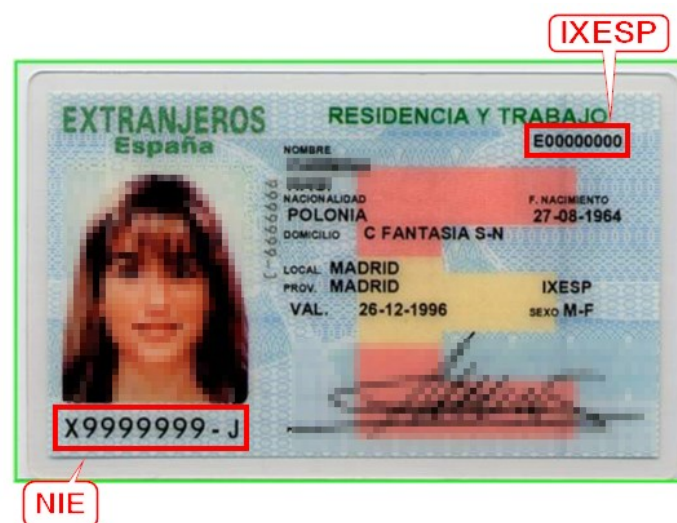 IXESP
EXTRANJEROS
España
RESIDENCIA Y TRABAJO
E00000000
NOMBRE
NACIONALIDAD
F. NACIMIENTO
POLONIA
27-08-1964
DOMICILIO C FANTASIA S-N
LOCAL MADRID
PROV. MADRID
IXESP
VAL. 26-12-1996
SEXO M-F
X9999999-J
NIE